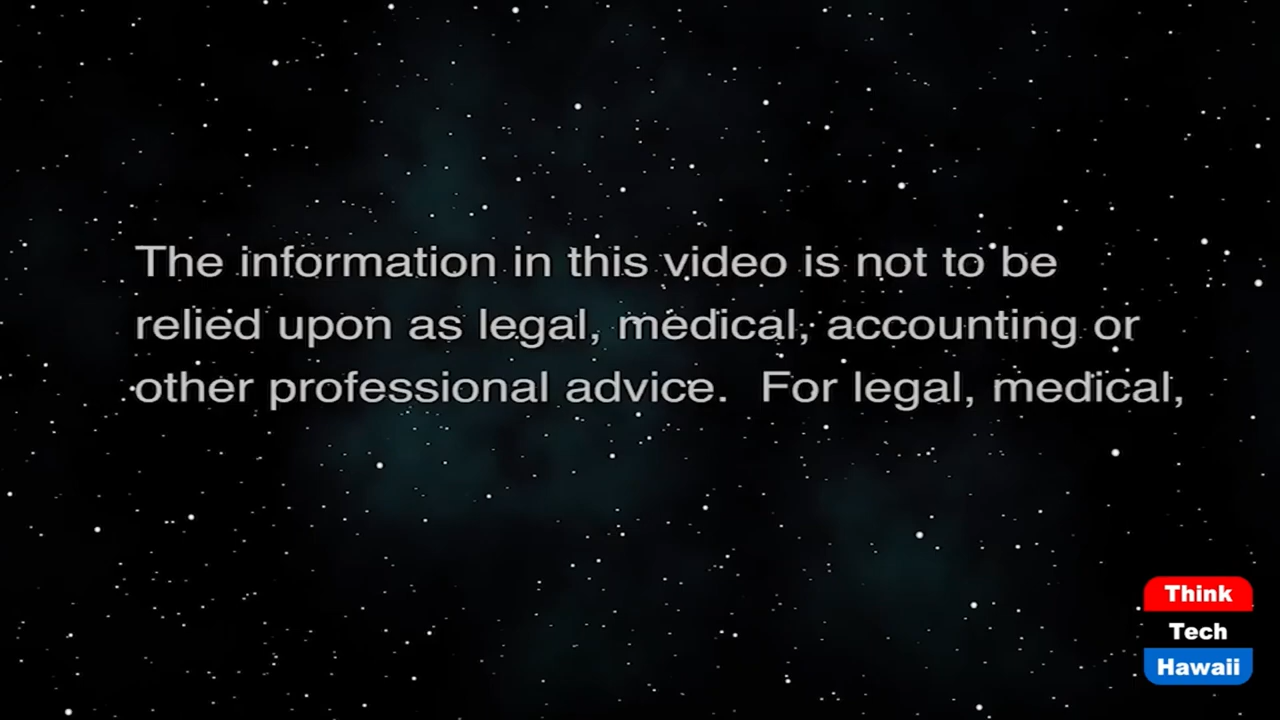 The information in this video is not to be
relied upon as legal, medical, accounting or
other professional advice.  For legal, medical,
Think
Tech
Hawaii